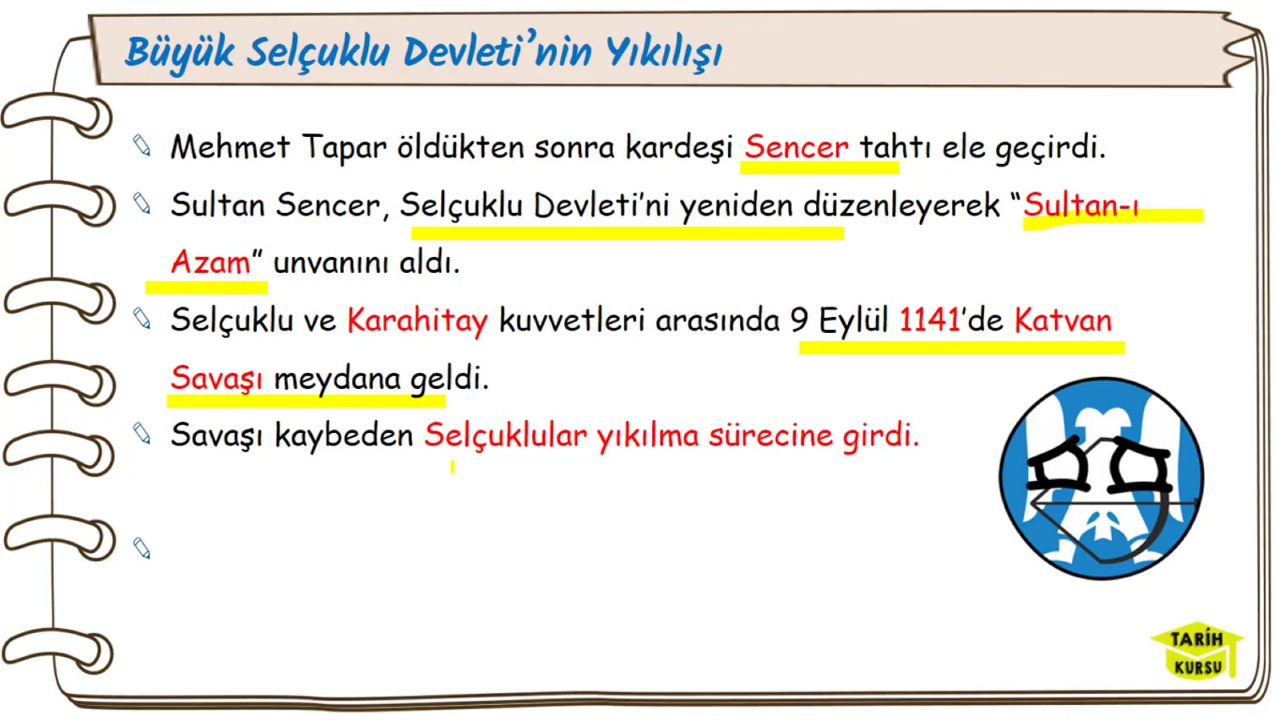 Büyük Selçuklu Devleti'nin Yıkılışı
Mehmet Tapar öldükten sonra kardeşi Sencer tahtı ele geçirdi.
Sultan Sencer, Selçuklu Devleti'ni yeniden düzenleyerek “Sultan-ı
Azam” unvanını aldı.
Selçuklu ve Karahitay kuvvetleri arasında 9 Eylül 1141'de Katvan
Savaşı meydana geldi.
Savaşı kaybeden Selçuklular yıkılma sürecine girdi.
TARİH
KURSU